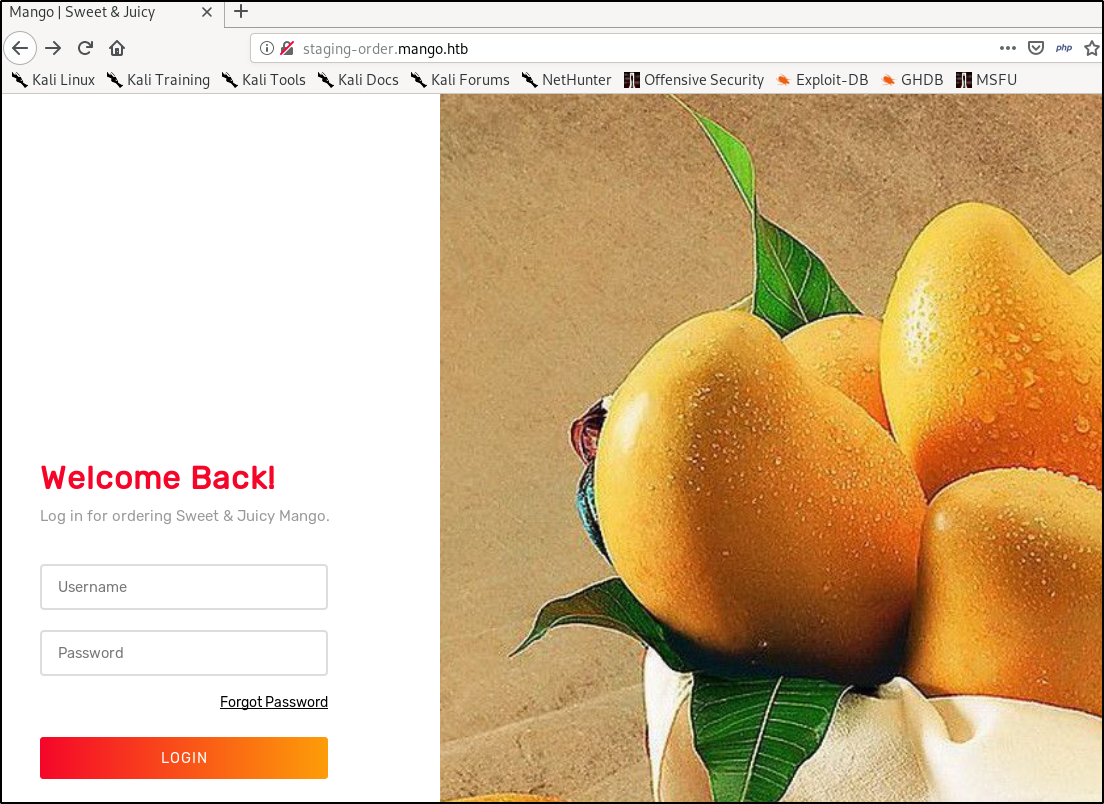 Mango | Sweet & Juicy
staging-order.mango.htb
php
Kali Linux Kali Training Kali Tools Kali Docs Kali Forums NetHunter Offensive Security Exploit-DB GHDB MSFU
Welcome Back!
Log in for ordering Sweet & Juicy Mango.
Username
Password
Forgot Password
LOGIN